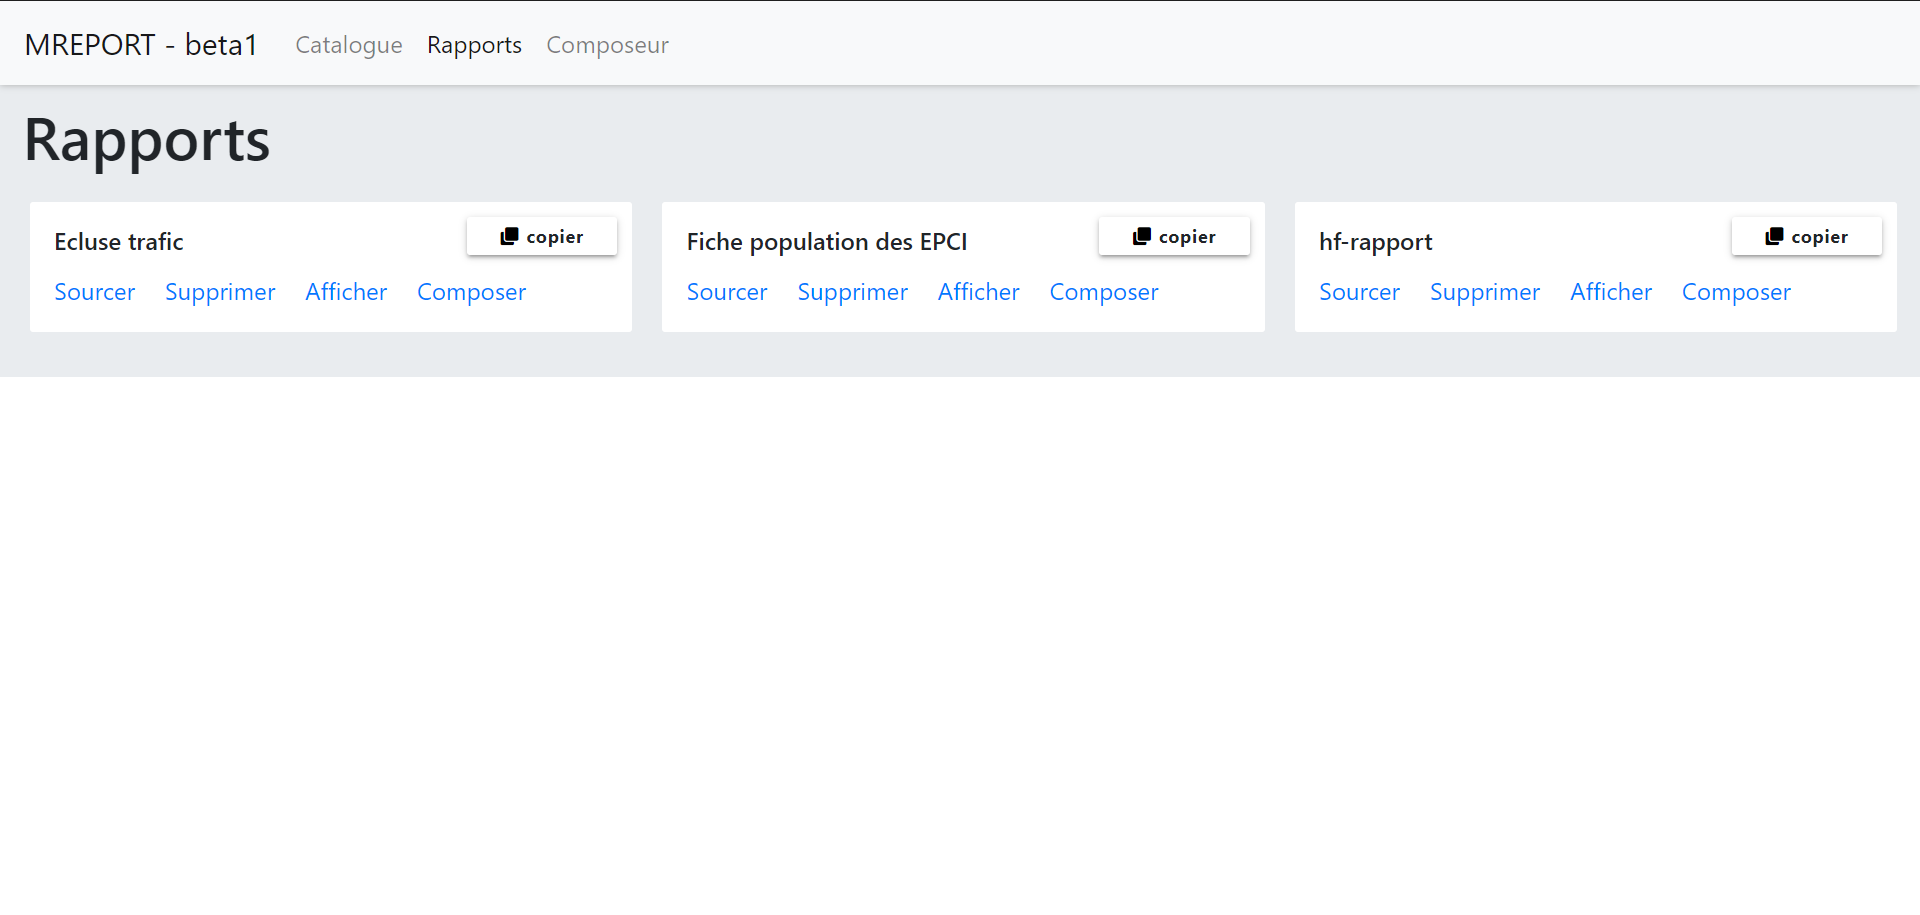 MREPORT - beta1 Catalogue Rapports Composeur
Rapports
Ecluse trafic copier
Sourcer Supprimer Afficher Composer
Fiche population des EPCI copier
Sourcer Supprimer Afficher Composer
hf-rapport copier
Sourcer Supprimer Afficher Composer